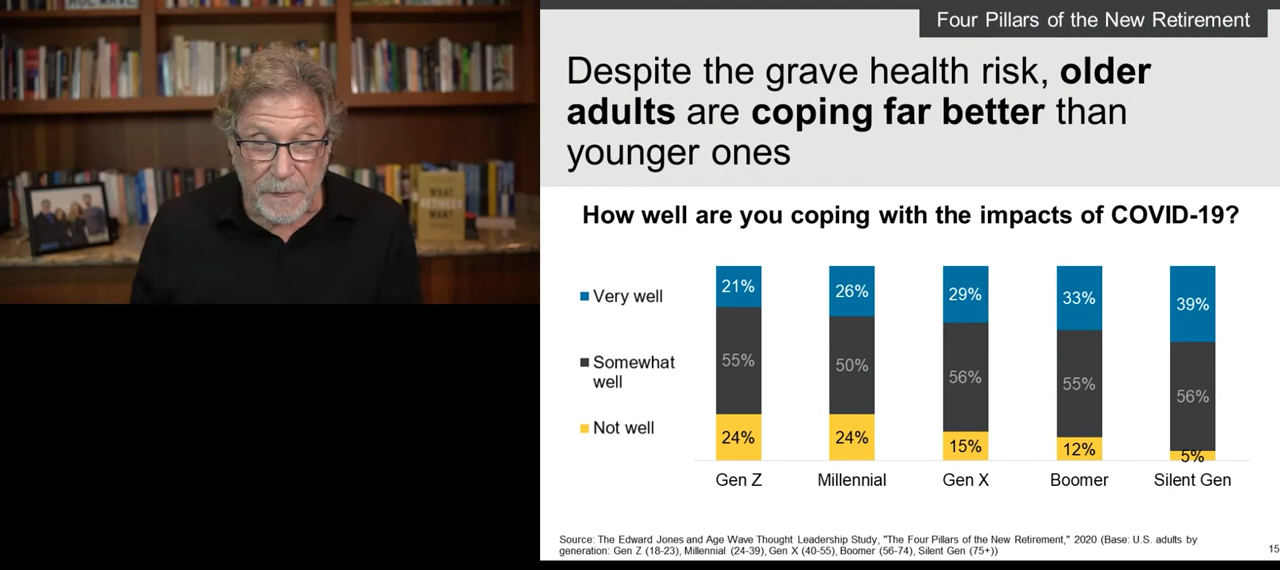 AGE WAVE
WHAT
RETIREES
WANT
Four Pillars of the New Retirement
Despite the grave health risk, older
adults are coping far better than
younger ones
How well are you coping with the impacts of COVID-19?
Very well
Somewhat
well
Not well
21% 26% 29% 33% 39%
55% 50% 56% 55% 56%
24% 24% 15% 12% 5%
Gen Z Millennial Gen X Boomer Silent Gen
Source: The Edward Jones and Age Wave Thought Leadership Study, "The Four Pillars of the New Retirement," 2020 (Base: U.S. adults by
generation: Gen Z (18-23), Millennial (24-39), Gen X (40-55), Boomer (56-74), Silent Gen (75+))
15